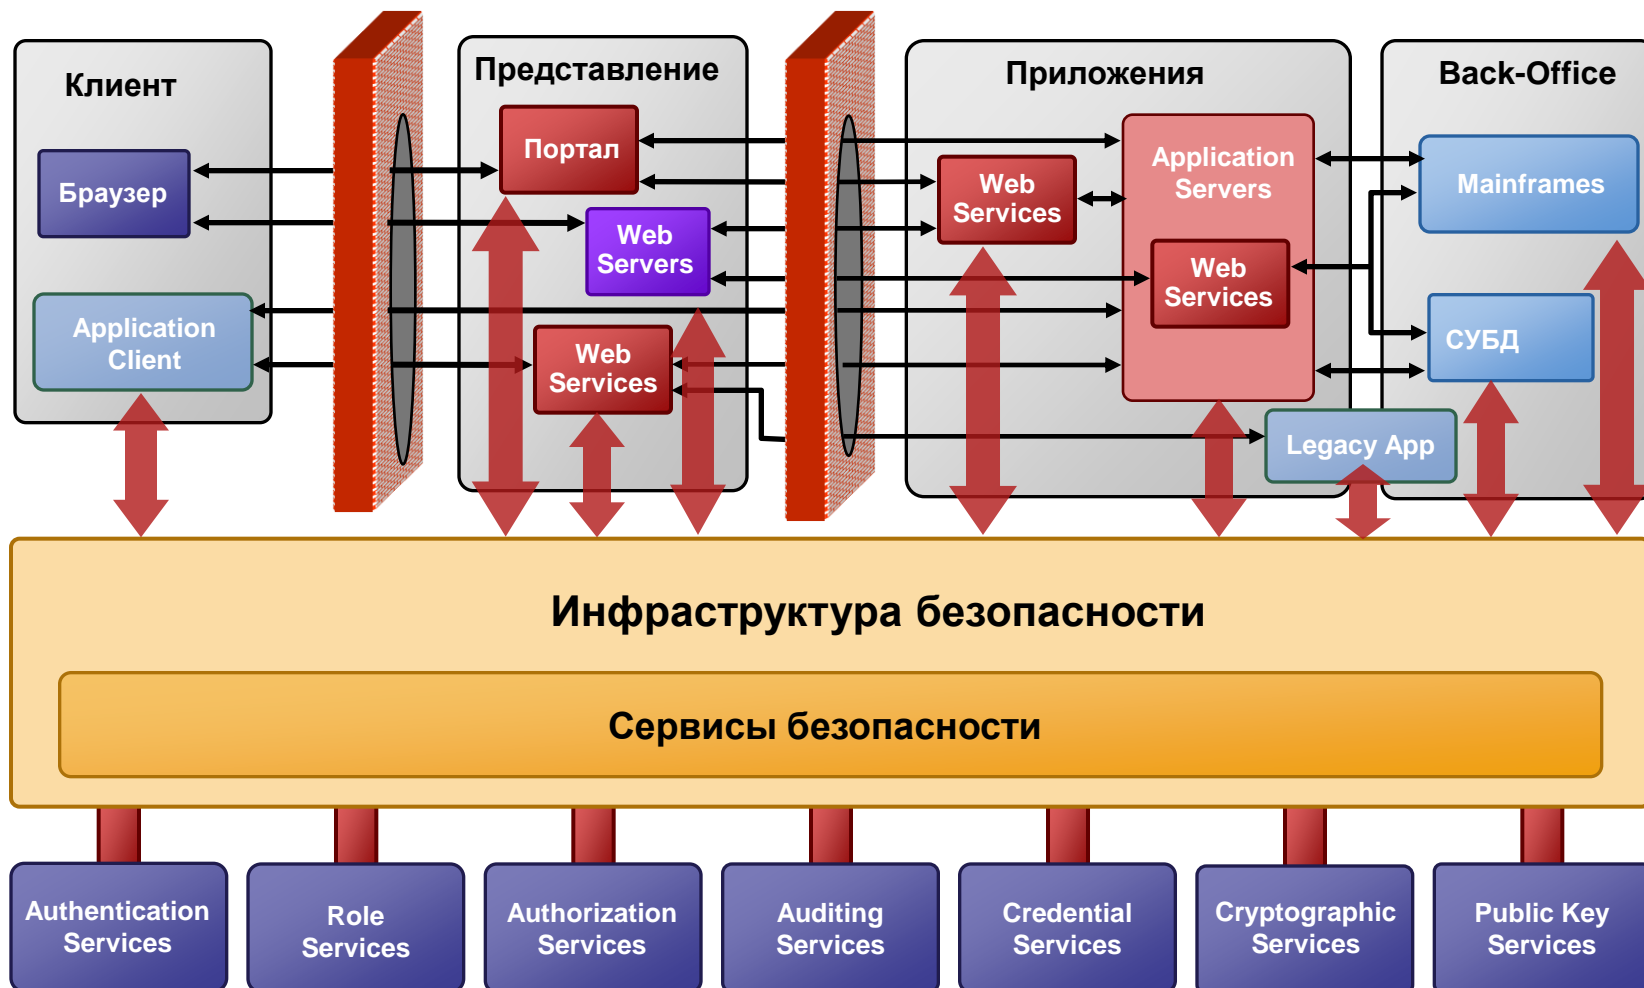 Клиент
Браузер
Application
Client
Представление
Портал
Web
Servers
Web
Services
Приложения
Web
Services
Application
Servers
Web
Services
Legacy App
Back-Office
Mainframes
СУБД
Инфраструктура безопасности
Сервисы безопасности
Authentication
Services
Role
Services
Authorization
Services
Auditing
Services
Credential
Services
Cryptographic
Services
Public Key
Services